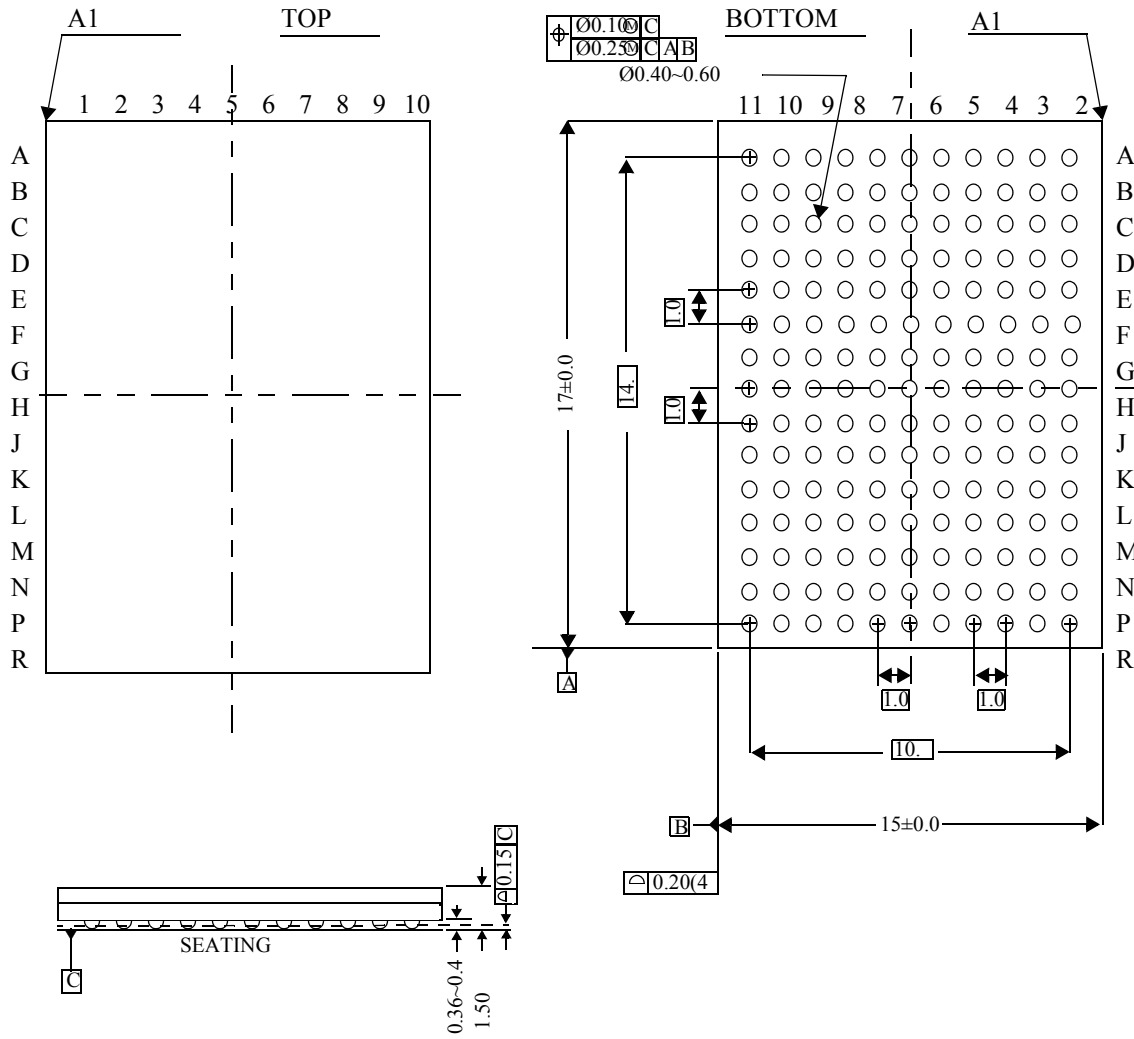 A1 TOP
1 2 3 4 5 6 7 8 9 10
A
B
C
D
E
F
G
H
J
K
L
M
N
P
R
BOTTOM A1
Ø0.10Ⓜ C
Ø0.25Ⓜ C A B
Ø0.40~0.60
11 10 9 8 7 6 5 4 3 2
A
B
C
D
E
F
G
H
J
K
L
M
N
P
R
1.0
17±0.0
14.
1.0
A
1.0 1.0
10.
B
15±0.0
0.20(4
0.15 C
SEATING
C
0.36~0.4
1.50